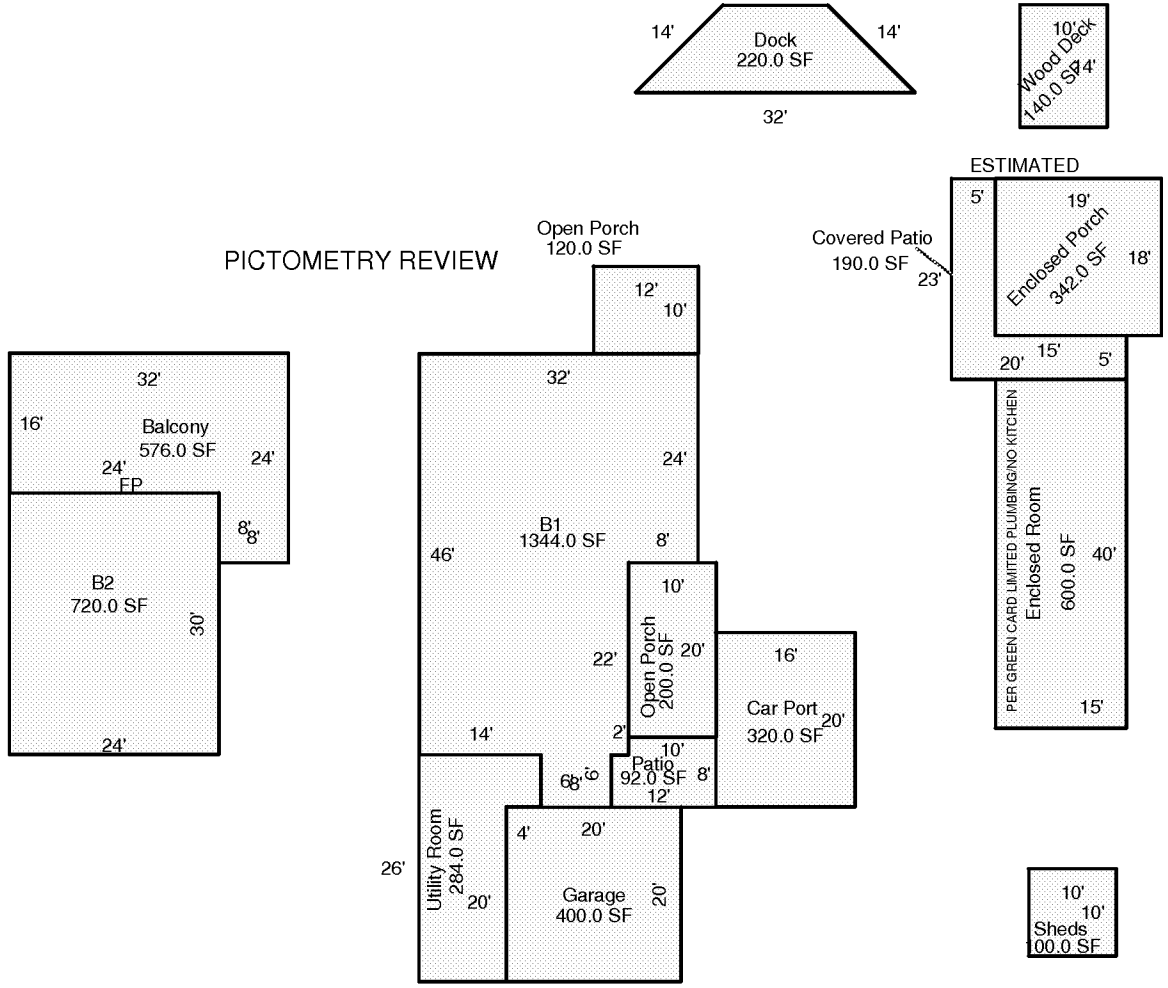 14'
Dock
220.0 SF
14'
32'
10'
Wood Deck
14'
140.0 SF
ESTIMATED
5'
19'
Enclosed Porch
342.0 SF
18'
Covered Patio
190.0 SF
23'
15'
20'
5'
Open Porch
120.0 SF
12'
10'
PICTOMETRY REVIEW
32'
16'
Balcony
576.0 SF
24'
24'
FP
8'
8'
B2
720.0 SF
30'
24'
32'
24'
B1
1344.0 SF
8'
46'
10'
22'
Open Porch
200.0 SF
20'
16'
Car Port
320.0 SF
20'
14'
2'
10'
Patio
92.0 SF
8'
12'
6'
8'
6'
PER GREEN CARD LIMITED PLUMBING/NO KITCHEN
Enclosed Room
600.0 SF
40'
15'
26'
Utility Room
284.0 SF
20'
4'
20'
Garage
400.0 SF
20'
10'
10'
Sheds
100.0 SF